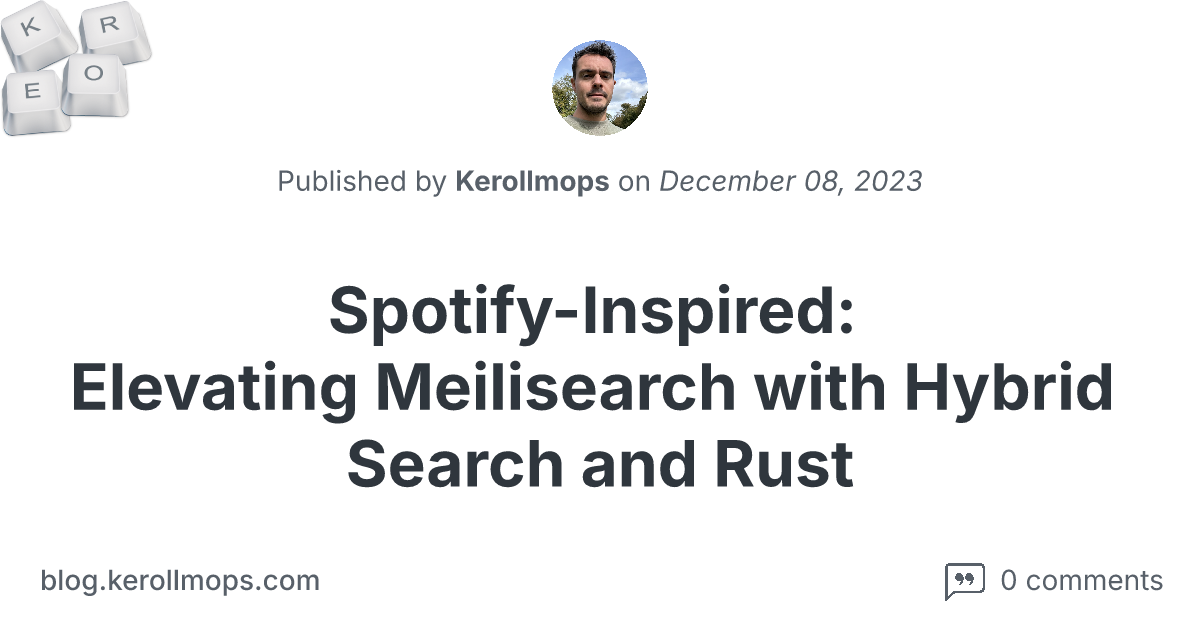 K R
E O
Published by Kerollmops on December 08, 2023
Spotify-Inspired:
Elevating Meilisearch with Hybrid
Search and Rust
blog.kerollmops.com
0 comments